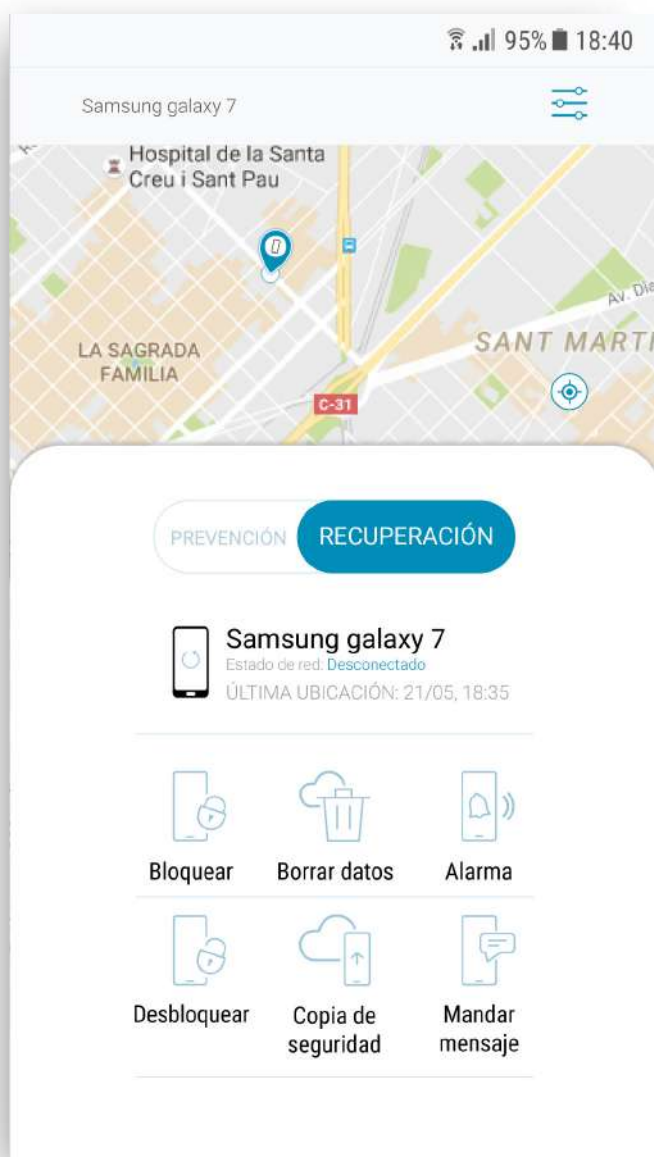 95% 18:40
Samsung galaxy 7
Hospital de la Santa
Creu i Sant Pau
Av. Dia
LA SAGRADA
FAMILIA
SANT MARTI
C-31
PREVENCIÓN
RECUPERACIÓN
Samsung galaxy 7
Estado de red: Desconectado
ÚLTIMA UBICACIÓN: 21/05, 18:35
Bloquear
Borrar datos
Alarma
Desbloquear
Copia de
seguridad
Mandar
mensaje